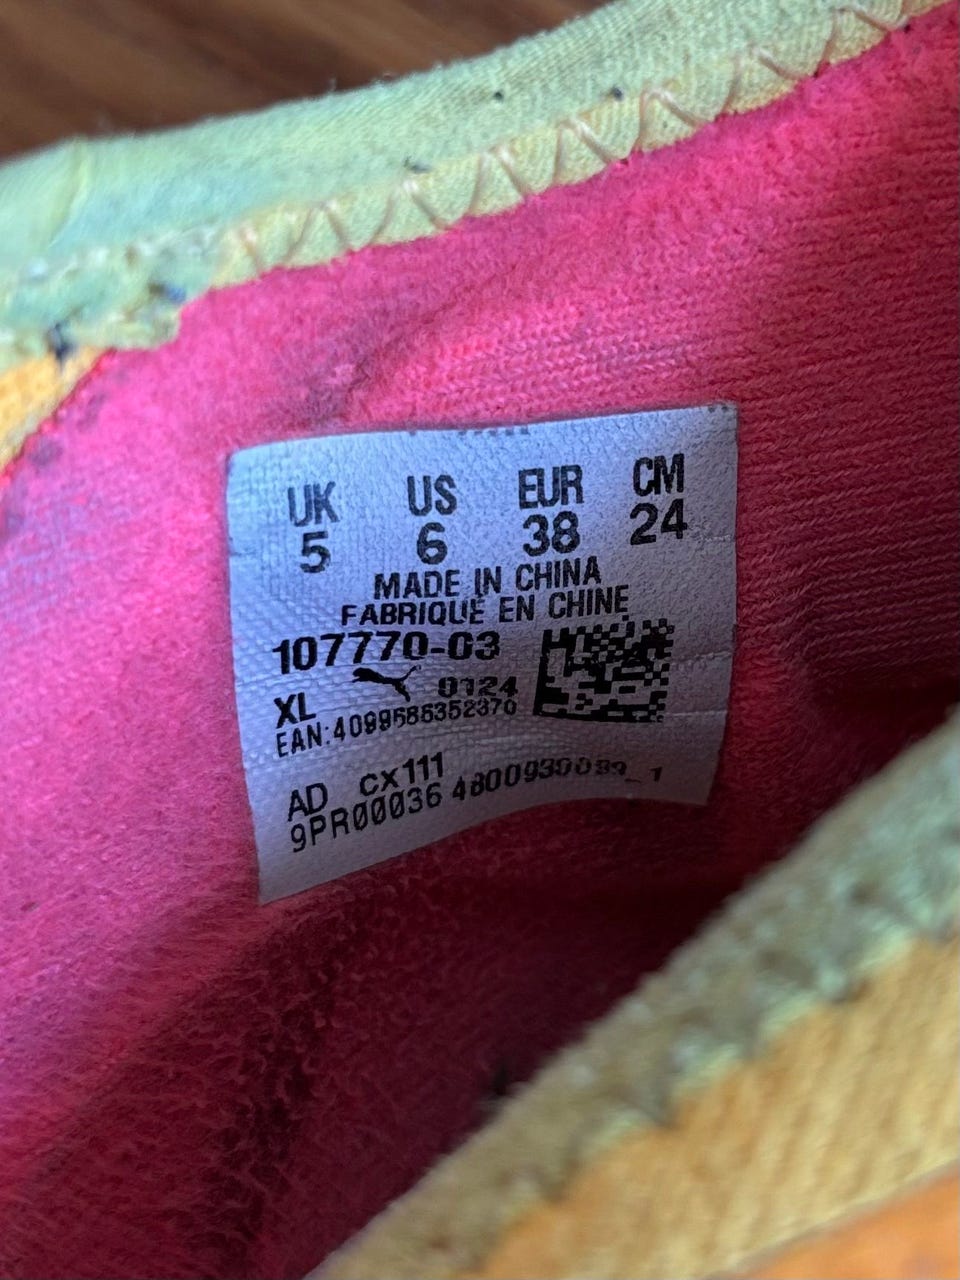 UK US EUR CM
5 6 38 24
MADE IN CHINA
FABRIQUÉ EN CHINE
107770-03
XL 0124
EAN:4099686352370
AD CX111
9PR00036 4800930099_1